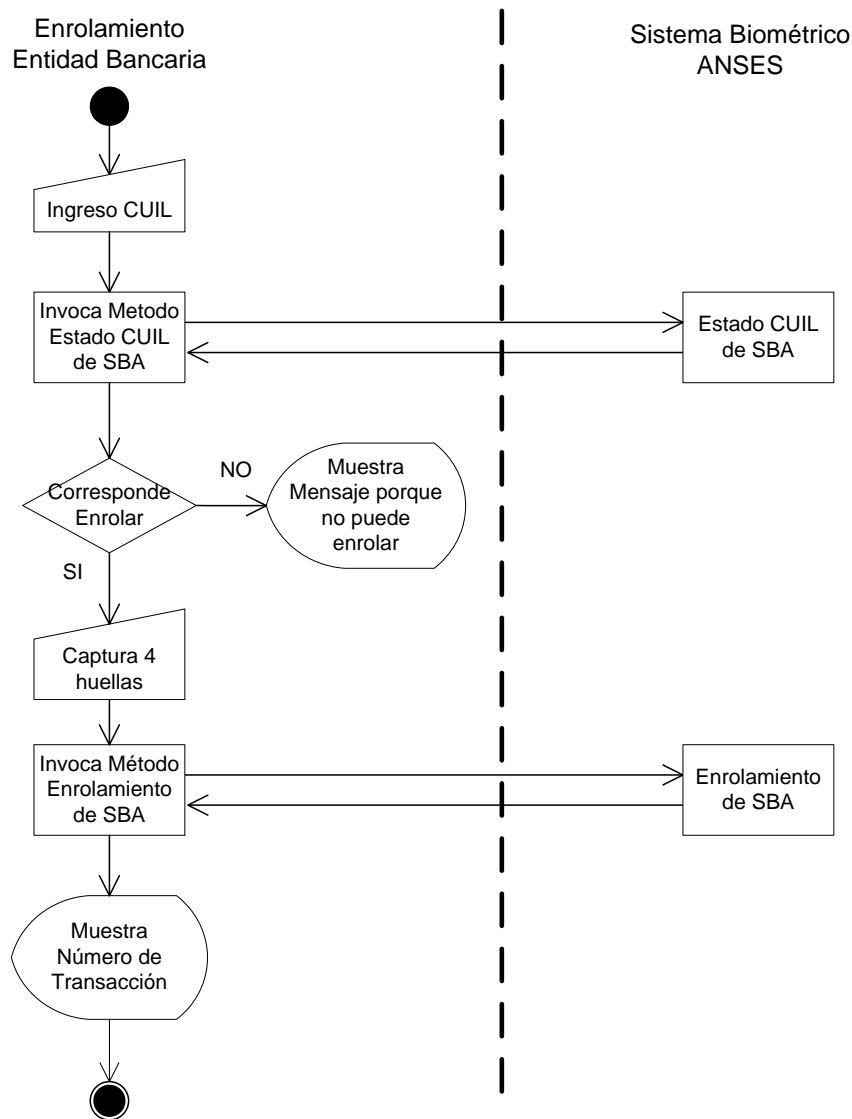 Enrolamiento
Entidad Bancaria
Sistema Biométrico
ANSES
Ingreso CUIL
Invoca Metodo
Estado CUIL
de SBA
Estado CUIL
de SBA
Corresponde
Enrolar
NO
Muestra
Mensaje porque
no puede
enrolar
SI
Captura 4
huellas
Invoca Método
Enrolamiento
de SBA
Enrolamiento
de SBA
Muestra
Número de
Transacción